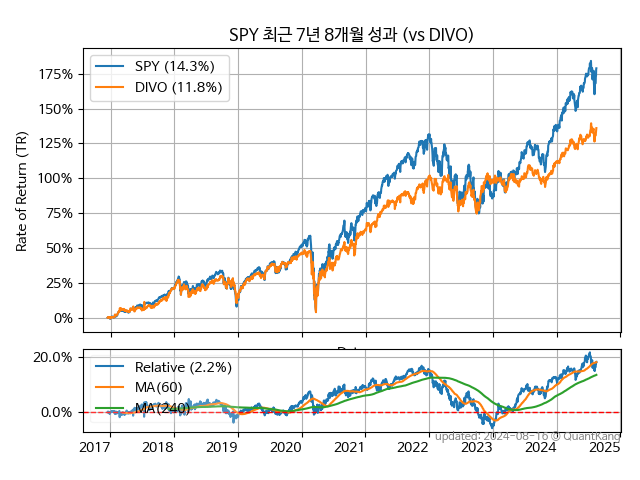 SPY 최근 7년 8개월 성과 (vs DIVO)
SPY (14.3%)
DIVO (11.8%)
175%
150%
125%
100%
75%
50%
25%
0%
Rate of Return (TR)
20.0%
0.0%
Relative (2.2%)
MA(60)
MA(240)
2017 2018 2019 2020 2021 2022 2023 2024 2025
updated: 2024-08-16 © QuantKang